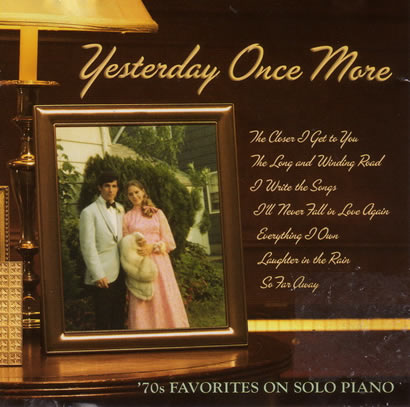 Yesterday Once More
The Closer I Get to You
The Long and Winding Road
I Write the Songs
I'll Never Fall in Love Again
Everything I Own
Laughter in the Rain
So Far Away
'70s FAVORITES ON SOLO PIANO